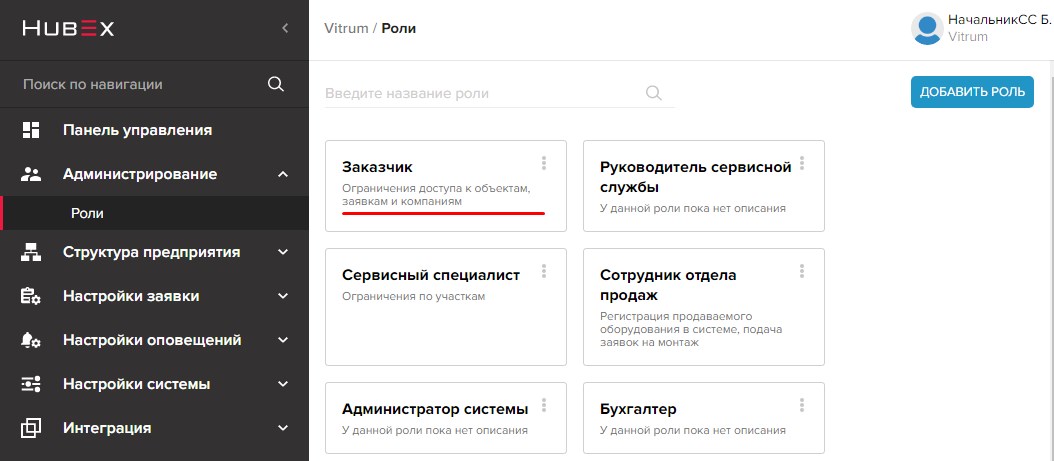 HUBEX
Поиск по навигации
Панель управления
Администрирование
Роли
Структура предприятия
Настройки заявки
Настройки оповещений
Настройки системы
Интеграция
Vitrum / Роли
НачальникСС Б.
Vitrum
Введите название роли
ДОБАВИТЬ РОЛЬ
Заказчик
Ограничения доступа к объектам,
заявкам и компаниям
Руководитель сервисной
службы
У данной роли пока нет описания
Сервисный специалист
Ограничения по участкам
Сотрудник отдела
продаж
Регистрация продаваемого
оборудования в системе, подача
заявок на монтаж
Администратор системы
У данной роли пока нет описания
Бухгалтер
У данной роли пока нет описания